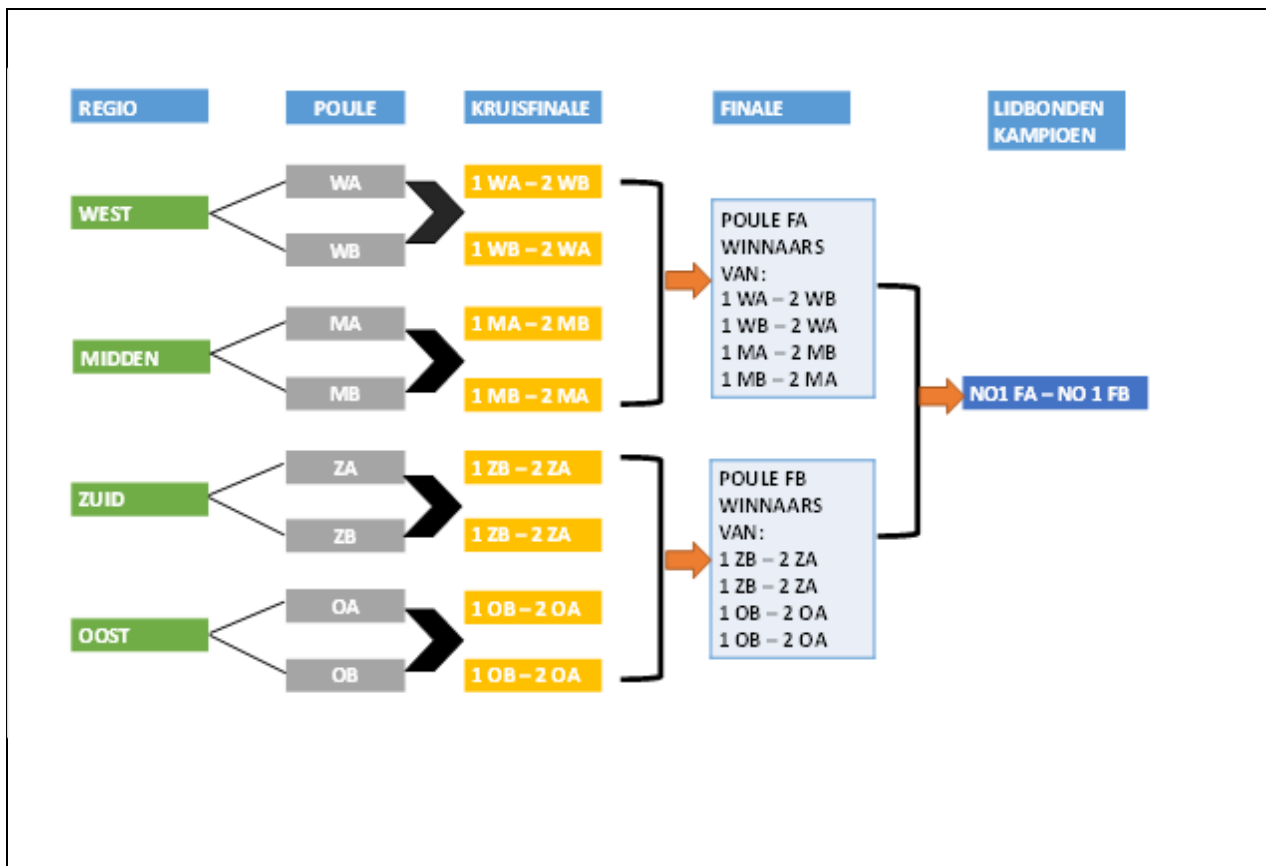 REGIO
POULE
KRUISFINALE
FINALE
LIDBONDEN
KAMPIOEN
WEST
WA
WB
1 WA – 2 WB
1 WB – 2 WA
MIDDEN
MA
MB
1 MA – 2 MB
1 MB – 2 MA
POULE FA
WINNAARS
VAN:
1 WA – 2 WB
1 WB – 2 WA
1 MA – 2 MB
1 MB – 2 MA
ZUID
ZA
ZB
1 ZB – 2 ZA
1 ZB – 2 ZA
OOST
OA
OB
1 OB – 2 OA
1 OB – 2 OA
POULE FB
WINNAARS
VAN:
1 ZB – 2 ZA
1 ZB – 2 ZA
1 OB – 2 OA
1 OB – 2 OA
NO1 FA – NO 1 FB